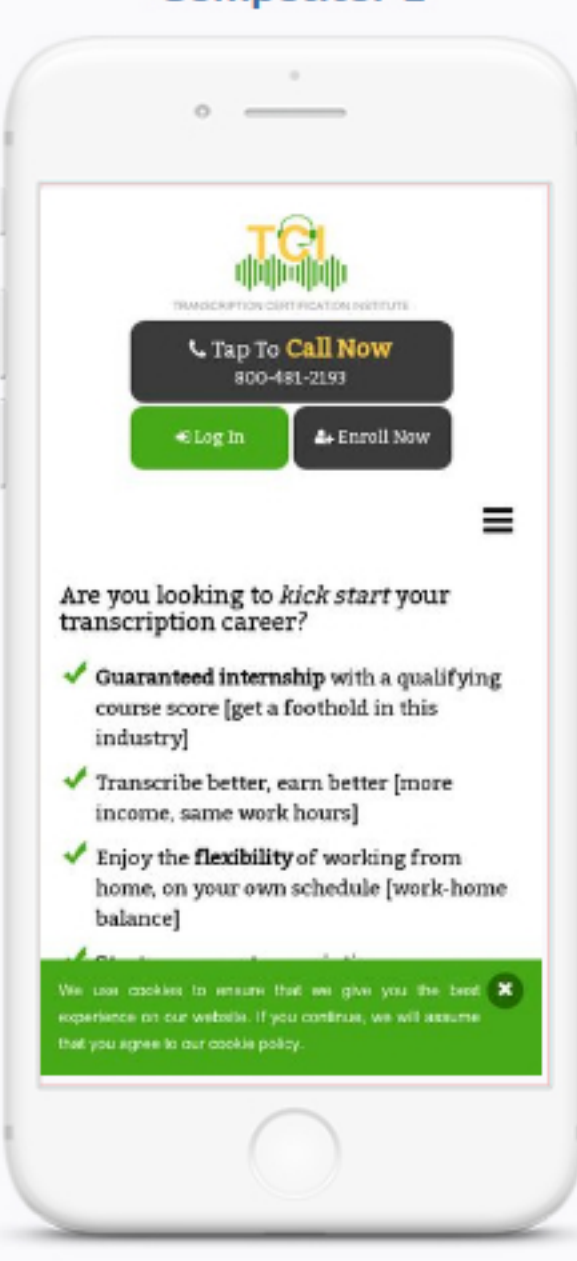 TCI
TRANSCRIPTION CERTIFICATION INSTITUTE
Tap To Call Now
800-481-2193
Log In
Enroll Now
Are you looking to kick start your
transcription career?
Guaranteed internship with a qualifying
course score [get a foothold in this
industry]
Transcribe better, earn better [more
income, same work hours]
Enjoy the flexibility of working from
home, on your own schedule [work-home
balance]
We use cookies to ensure that we give you the best
experience on our website. If you continue, we will assume
that you agree to our cookie policy.